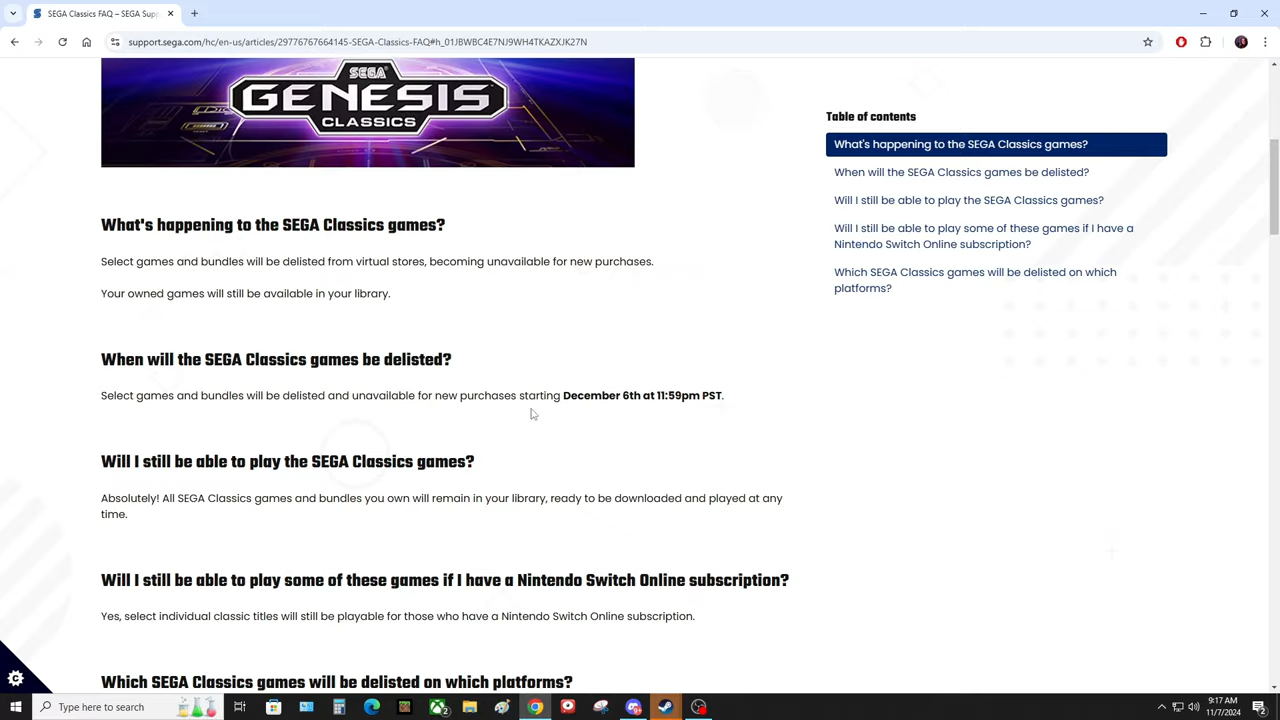 SEGA Classics FAQ – SEGA Supp
support.sega.com/hc/en-us/articles/29776767664145-SEGA-Classics-FAQ#h_01JBWBC4E7NJ9WH4TKAZXJK27N
SEGA
GENESIS
CLASSICS
What's happening to the SEGA Classics games?
Select games and bundles will be delisted from virtual stores, becoming unavailable for new purchases.
Your owned games will still be available in your library.
When will the SEGA Classics games be delisted?
Select games and bundles will be delisted and unavailable for new purchases starting December 6th at 11:59pm PST.
Will I still be able to play the SEGA Classics games?
Absolutely! All SEGA Classics games and bundles you own will remain in your library, ready to be downloaded and played at any
time.
Will I still be able to play some of these games if I have a Nintendo Switch Online subscription?
Yes, select individual classic titles will still be playable for those who have a Nintendo Switch Online subscription.
Which SEGA Classics games will be delisted on which platforms?
Table of contents
What's happening to the SEGA Classics games?
When will the SEGA Classics games be delisted?
Will I still be able to play the SEGA Classics games?
Will I still be able to play some of these games if I have a
Nintendo Switch Online subscription?
Which SEGA Classics games will be delisted on which
platforms?
Type here to search
2
9:17 AM
11/7/2024
2